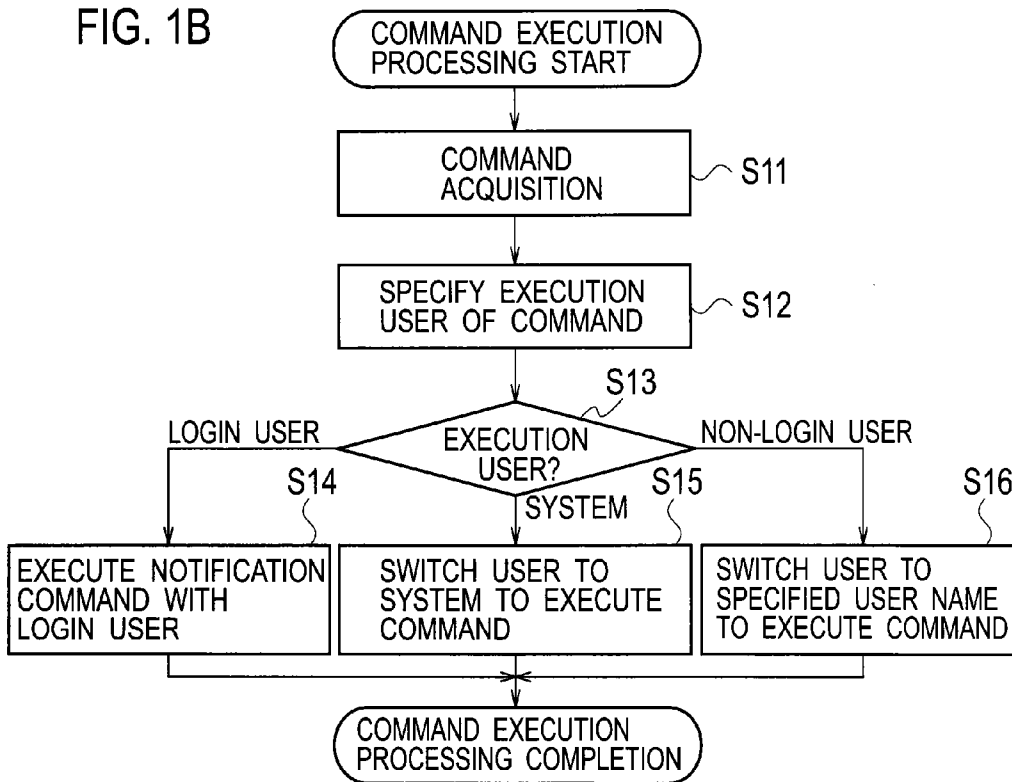 FIG. 1B
COMMAND EXECUTION
PROCESSING START
COMMAND
ACQUISITION
S11
SPECIFY EXECUTION
USER OF COMMAND
S12
S13
LOGIN USER
EXECUTION
USER?
NON-LOGIN USER
SYSTEM
S14
EXECUTE NOTIFICATION
COMMAND WITH
LOGIN USER
S15
SWITCH USER TO
SYSTEM TO EXECUTE
COMMAND
S16
SWITCH USER TO
SPECIFIED USER NAME
TO EXECUTE COMMAND
COMMAND EXECUTION
PROCESSING COMPLETION